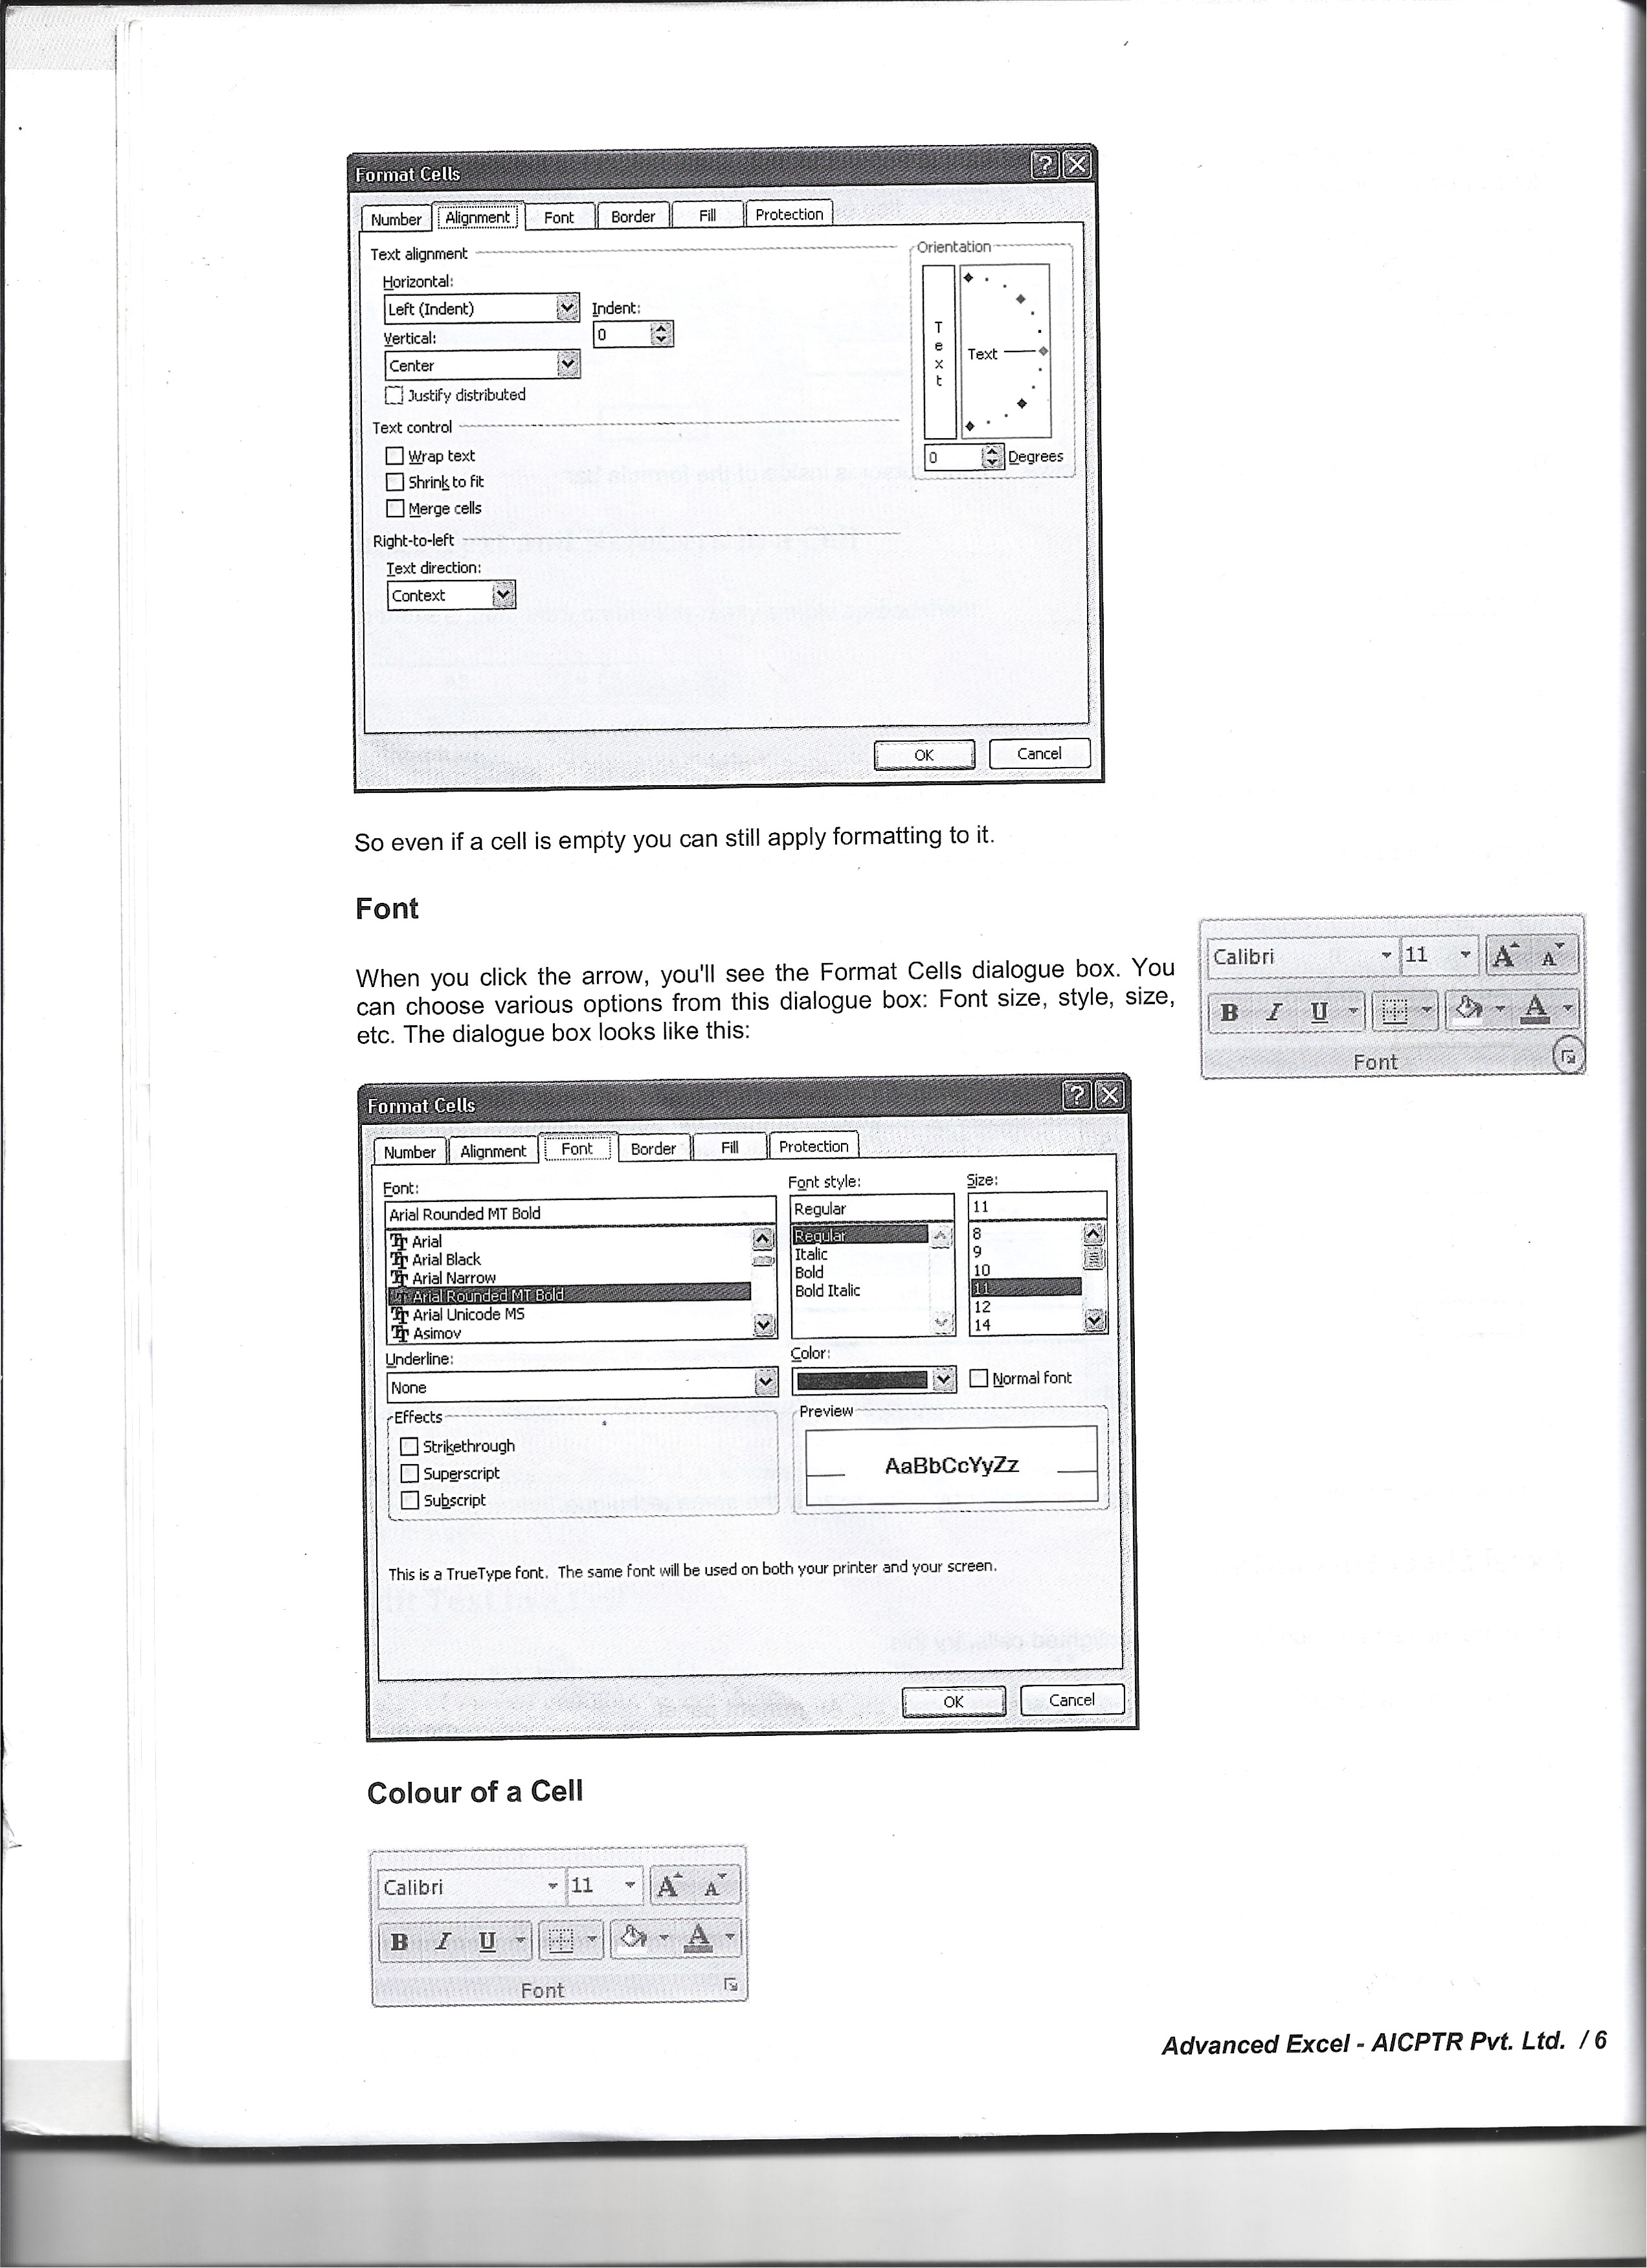 Format Cells
Number Alignment Font Border Fill Protection
Text alignment
Horizontal:
Left (Indent)
Indent:
0
Vertical:
Center
Justify distributed
Text control
Wrap text
Shrink to fit
Merge cells
Right-to-left
Text direction:
Context
Orientation
Text
Text
0 Degrees
OK Cancel
So even if a cell is empty you can still apply formatting to it.
Font
When you click the arrow, you'll see the Format Cells dialogue box. You
can choose various options from this dialogue box: Font size, style, size,
etc. The dialogue box looks like this:
Calibri 11 A A
B I U A
Font
Format Cells
Number Alignment Font Border Fill Protection
Font:
Arial Rounded MT Bold
Arial
Arial Black
Arial Narrow
Arial Rounded MT Bold
Arial Unicode MS
Asimov
Font style:
Regular
Regular
Italic
Bold
Bold Italic
Size:
11
8
9
10
11
12
14
Underline:
None
Color:
Normal font
Effects
Strikethrough
Superscript
Subscript
Preview
AaBbCcYyZz
This is a TrueType font. The same font will be used on both your printer and your screen.
OK Cancel
Colour of a Cell
Calibri 11 A A
B I U A
Font
Advanced Excel - AICPTR Pvt. Ltd. / 6